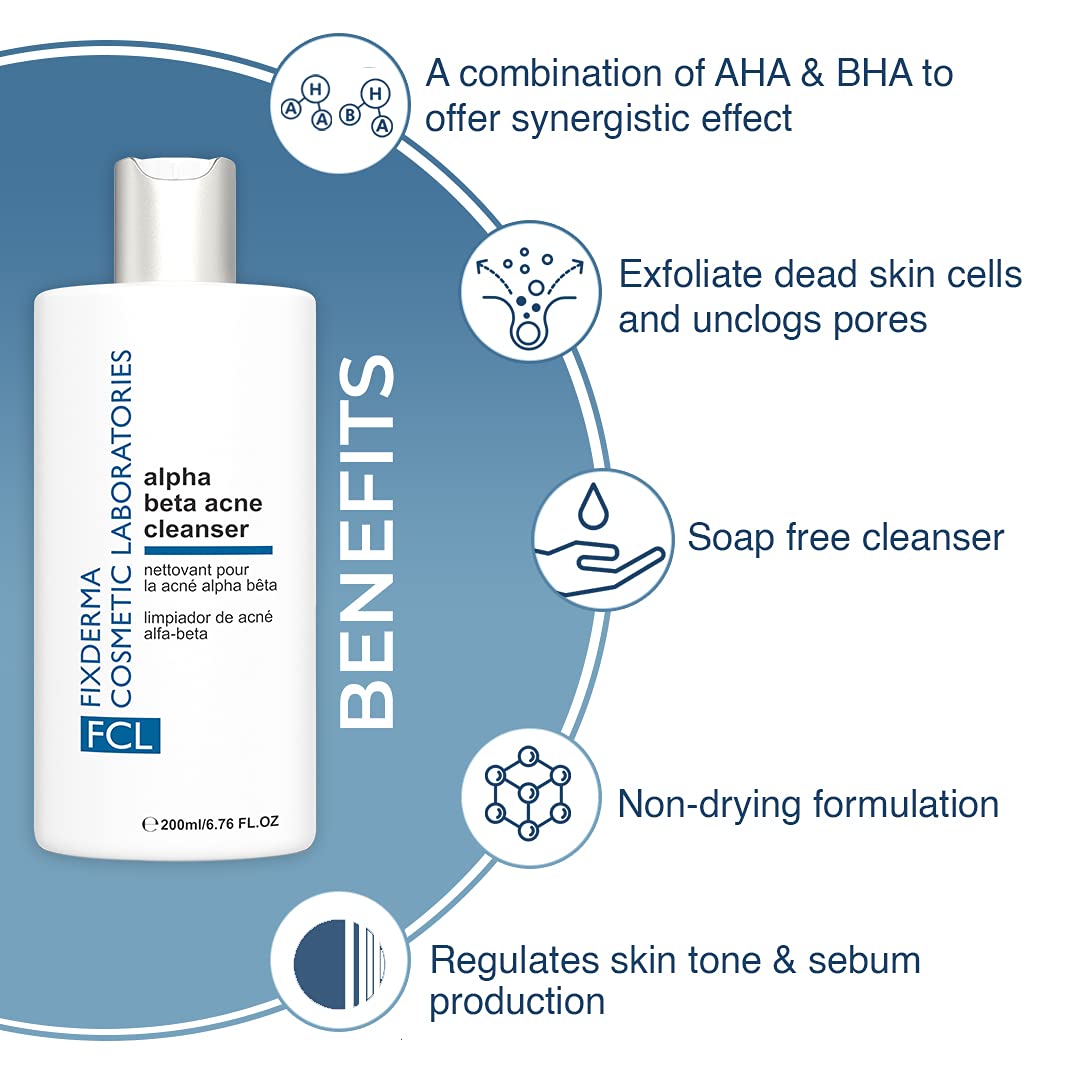 A combination of AHA & BHA to
offer synergistic effect
A
H
A
B
H
A
Exfoliate dead skin cells
and unclogs pores
Soap free cleanser
Non-drying formulation
Regulates skin tone & sebum
production
BENEFITS
FIXDERMA
COSMETIC LABORATORIES
FCL
alpha
beta acne
cleanser
nettovant pour
la acné alpha bêta
limpiador de acné
alfa-beta
℮200ml/6.76 FL.OZ